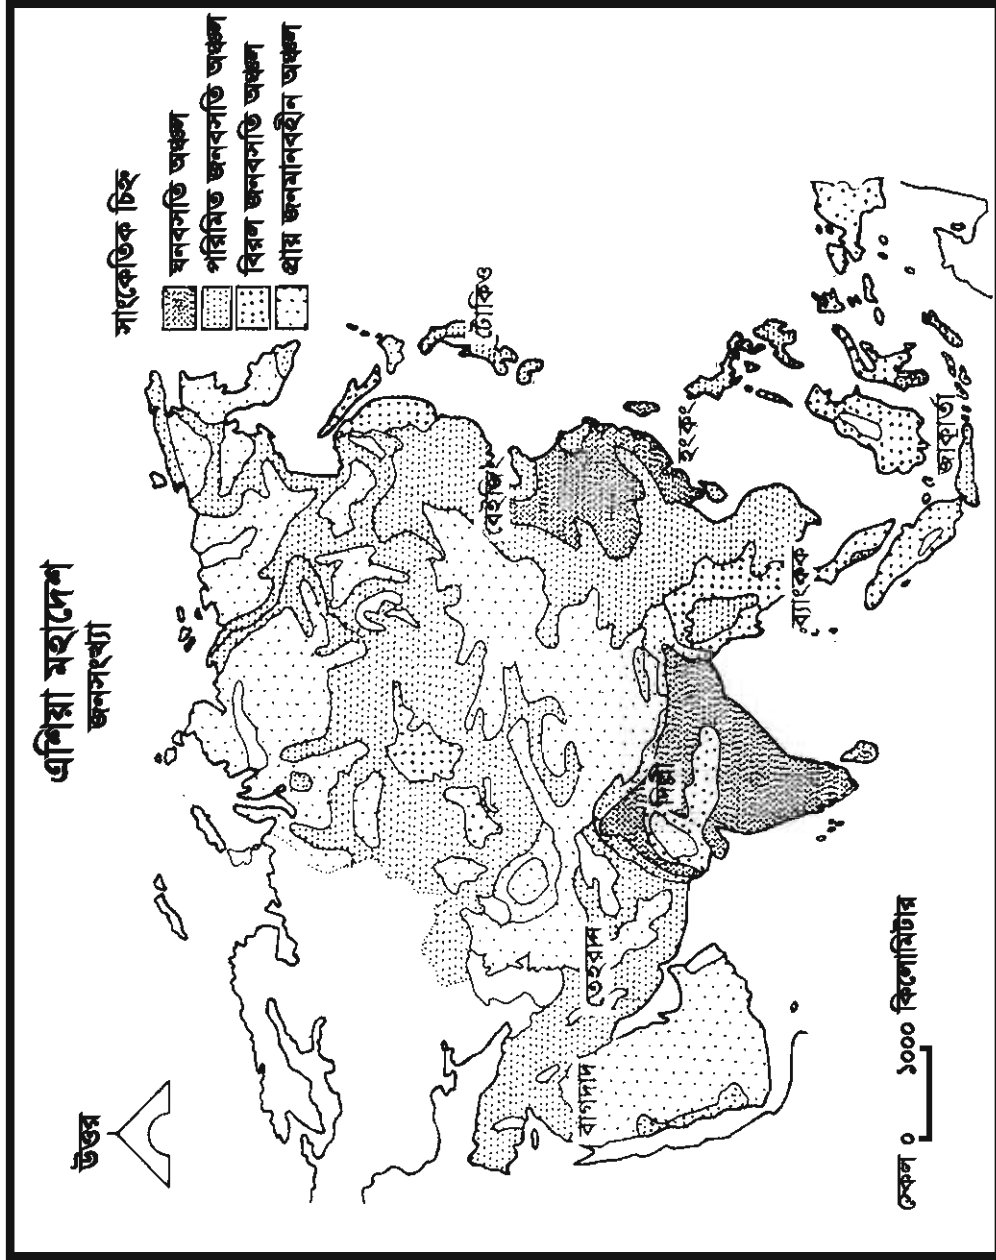 এশিয়া মহাদেশ
জনসংখ্যা
উত্তর
সাংকেতিক চিহ্ন
ঘনবসতি অঞ্চল
পরিমিত জনবসতি অঞ্চল
বিরল জনবসতি অঞ্চল
প্রায় জনমানবহীন অঞ্চল
টোকিও
বেইজিং
হংকং
তেহরান
দিল্লী
বাগদাদ
ব্যাংকক
জাকার্তা
স্কেল ০ ১০০০ কিলোমিটার